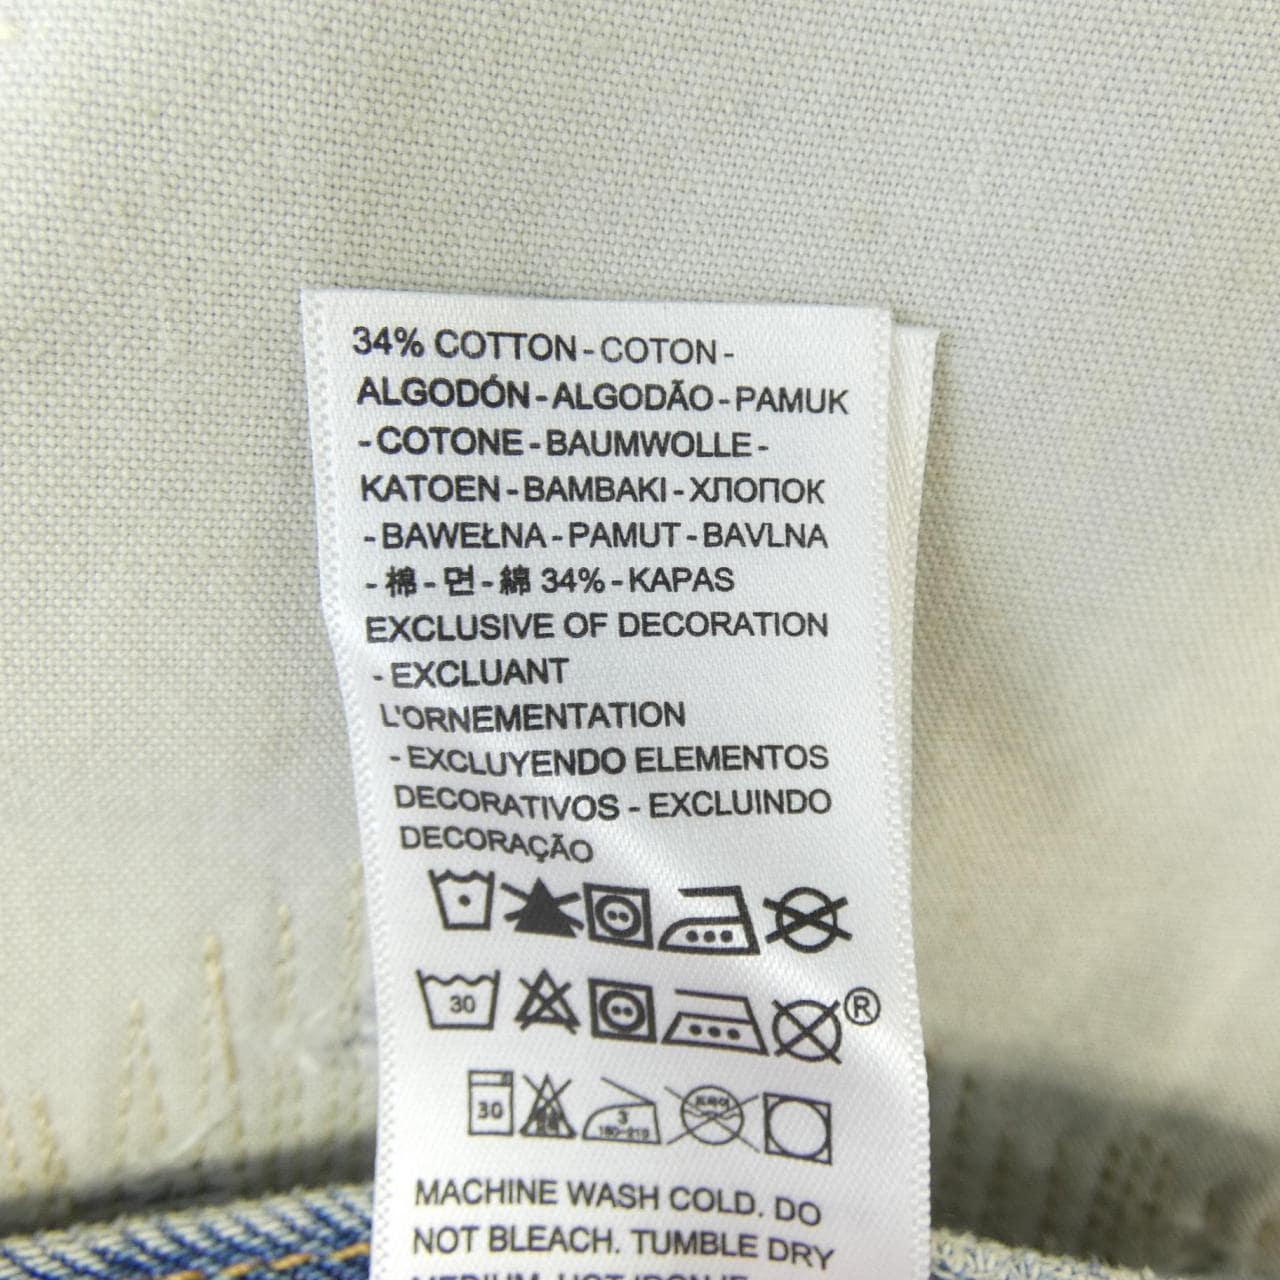 34% COTTON - COTON -
ALGODÓN - ALGODÃO - PAMUK
- COTONE - BAUMWOLLE -
KATOEN - BAMBAKI - ХЛОПОК
- BAWEŁNA - PAMUT - BAVLNA
- 棉 - 면 - 綿 34% - KAPAS
EXCLUSIVE OF DECORATION
- EXCLUANT
L'ORNEMENTATION
- EXCLUYENDO ELEMENTOS
DECORATIVOS - EXCLUINDO
DECORAÇÃO
30 ®
30 3 180-210
MACHINE WASH COLD. DO
NOT BLEACH. TUMBLE DRY